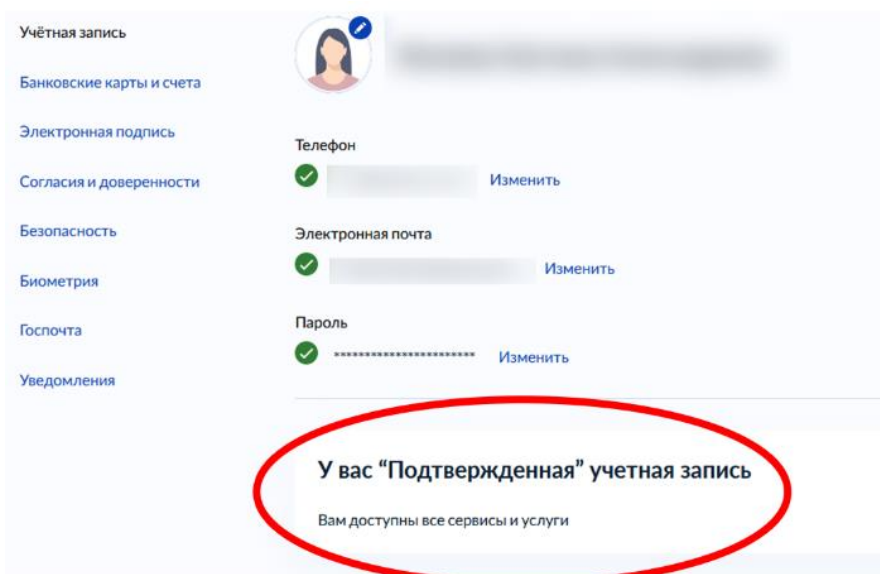 Учётная запись
Банковские карты и счета
Электронная подпись
Согласия и доверенности
Безопасность
Биометрия
Госпочта
Уведомления
Телефон
Изменить
Электронная почта
Изменить
Пароль
*********************** Изменить
У вас “Подтвержденная” учетная запись
Вам доступны все сервисы и услуги